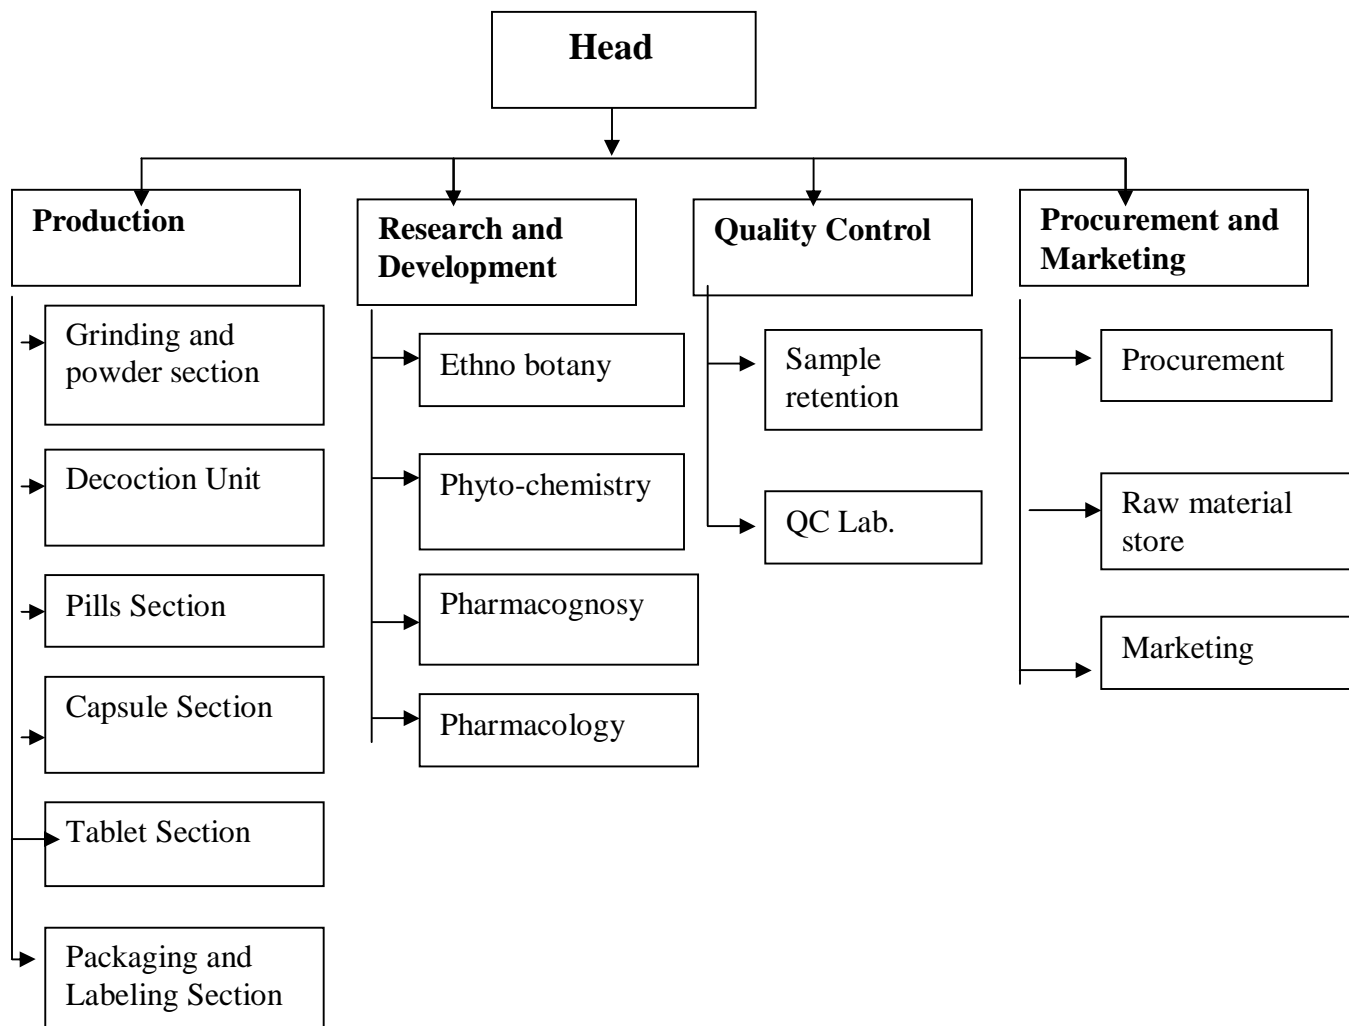 Head
Production
Research and
Development
Quality Control
Procurement and
Marketing
Grinding and
powder section
Decoction Unit
Pills Section
Capsule Section
Tablet Section
Packaging and
Labeling Section
Ethno botany
Phyto-chemistry
Pharmacognosy
Pharmacology
Sample
retention
QC Lab.
Procurement
Raw material
store
Marketing